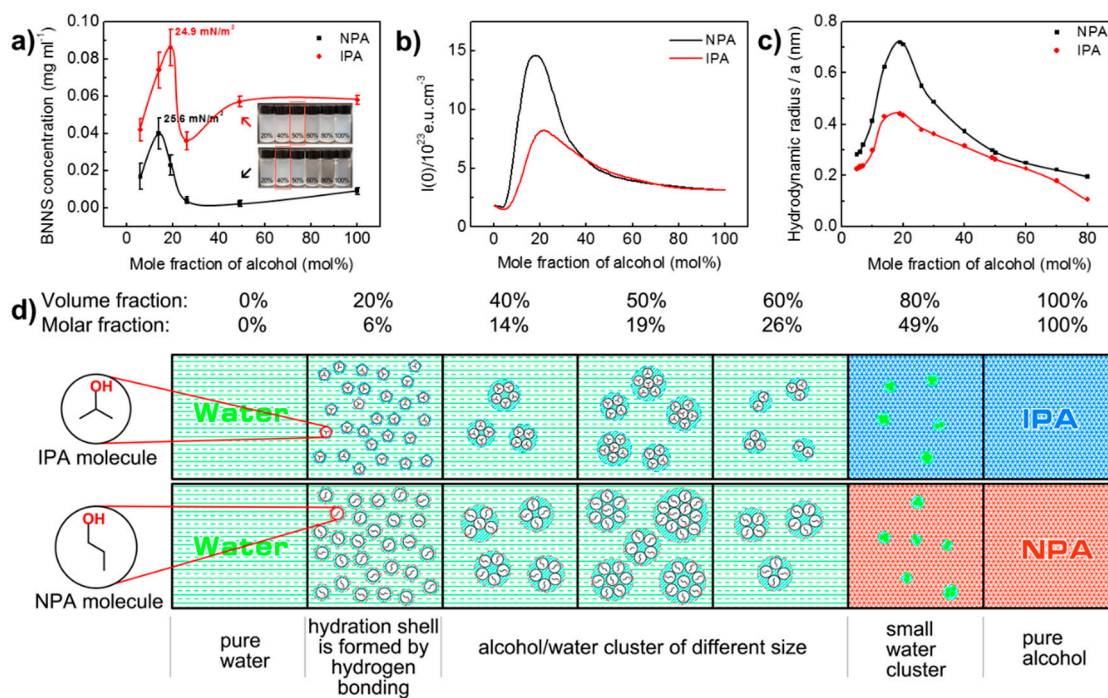 a)
24.9 mN/m²
NPA
IPA
25.6 mN/m²
20% 40% 50% 60% 80% 100%
20% 40% 50% 60% 80% 100%
BNNS concentration (mg ml⁻¹)
0.10
0.08
0.06
0.04
0.02
0.00
0 20 40 60 80 100
Mole fraction of alcohol (mol%)
b)
NPA
IPA
I(0)/10²³ e.u.cm⁻³
15
10
5
0
0 20 40 60 80 100
Mole fraction of alcohol (mol%)
c)
NPA
IPA
Hydrodynamic radius / a (nm)
0.8
0.6
0.4
0.2
0.0
0 20 40 60 80
Mole fraction of alcohol (mol%)
d)
Volume fraction: 0% 20% 40% 50% 60% 80% 100%
Molar fraction: 0% 6% 14% 19% 26% 49% 100%
OH
IPA molecule
Water
IPA
OH
NPA molecule
Water
NPA
pure
water
hydration shell
is formed by
hydrogen
bonding
alcohol/water cluster of different size
small
water
cluster
pure
alcohol